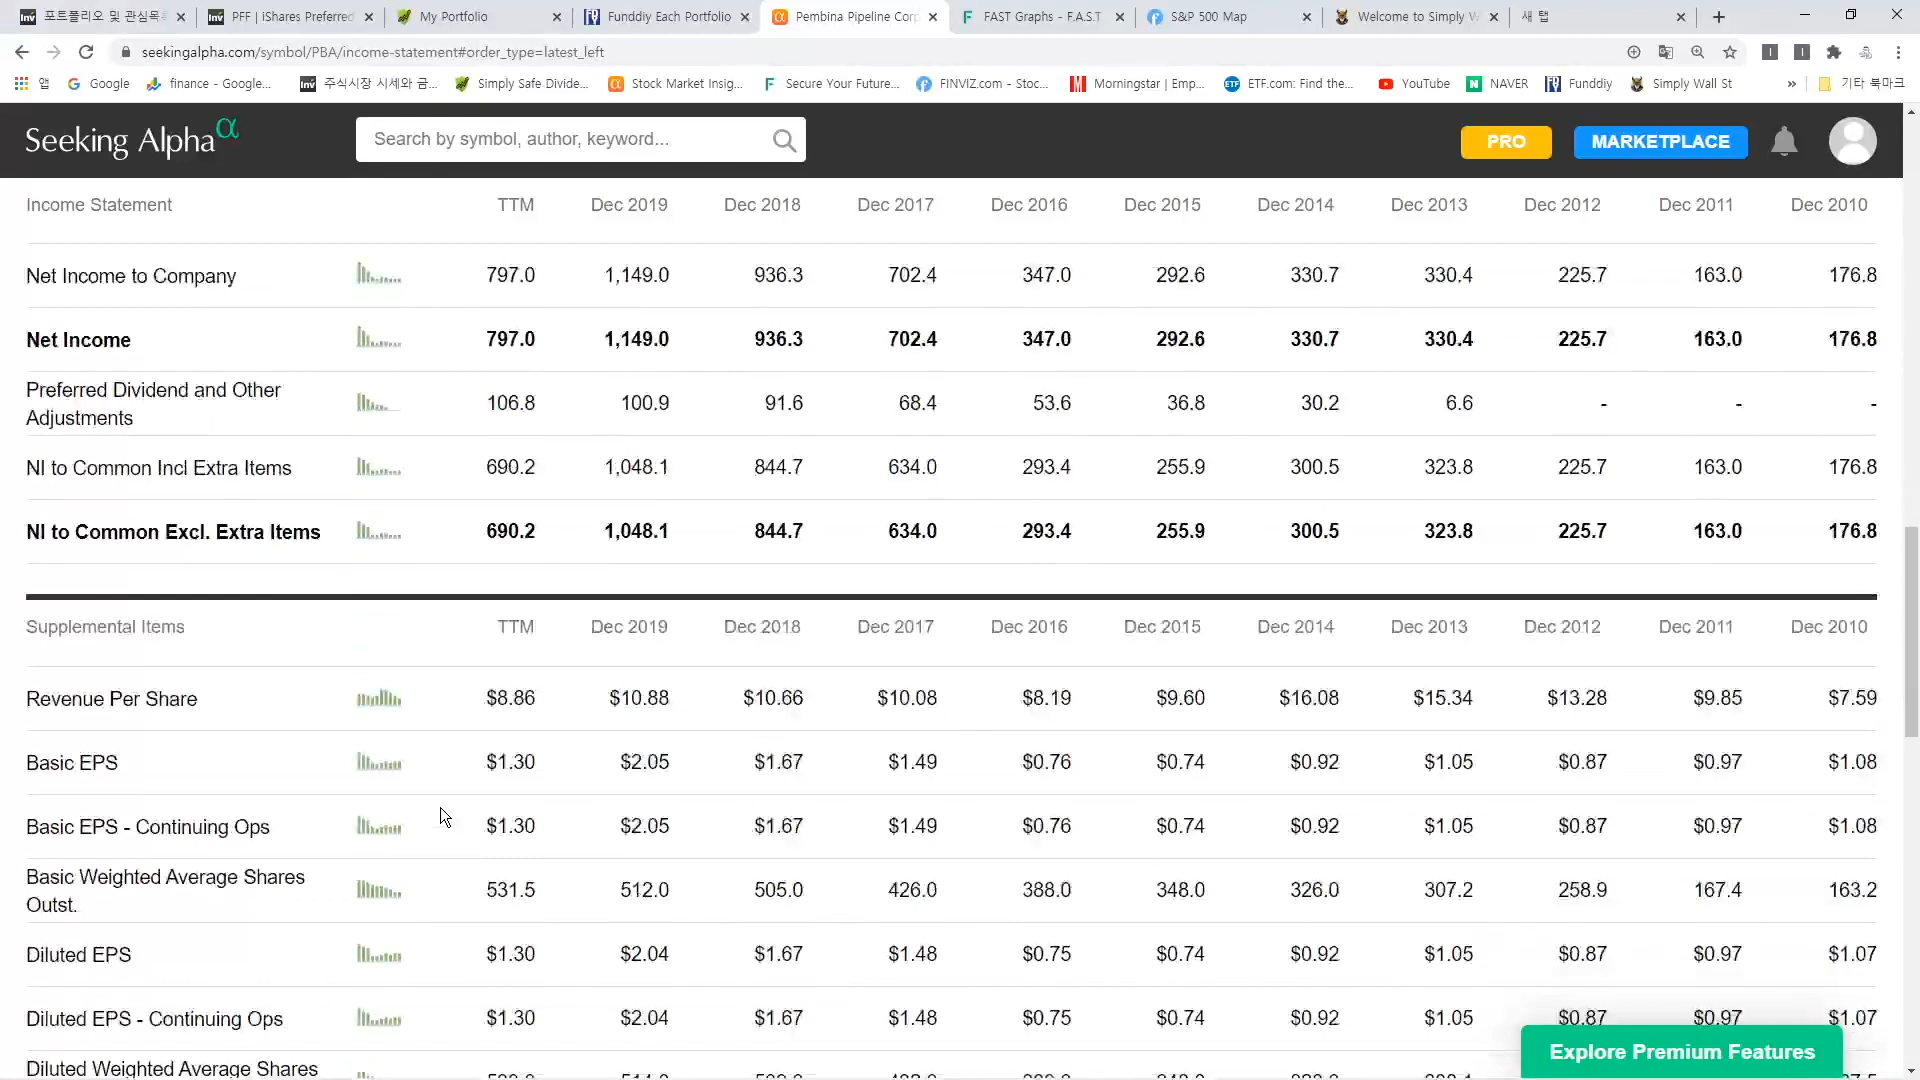 포트폴리오 및 관심목
PFF | iShares Preferred
My Portfolio
Funddiy Each Portfolio
Pembina Pipeline Corp
FAST Graphs - F.A.S.T
S&P 500 Map
Welcome to Simply W
새 탭
seekingalpha.com/symbol/PBA/income-statement#order_type=latest_left
앱
Google
finance - Google...
주식시장 시세와 금...
Simply Safe Divide...
Stock Market Insig...
Secure Your Future...
FINVIZ.com - Stoc...
Morningstar | Emp...
ETF.com: Find the...
YouTube
NAVER
Funddiy
Simply Wall St
»
기타 북마크
Seeking Alpha α
Search by symbol, author, keyword...
PRO
MARKETPLACE
Income Statement TTM Dec 2019 Dec 2018 Dec 2017 Dec 2016 Dec 2015 Dec 2014 Dec 2013 Dec 2012 Dec 2011 Dec 2010
Net Income to Company 797.0 1,149.0 936.3 702.4 347.0 292.6 330.7 330.4 225.7 163.0 176.8
Net Income 797.0 1,149.0 936.3 702.4 347.0 292.6 330.7 330.4 225.7 163.0 176.8
Preferred Dividend and Other
Adjustments 106.8 100.9 91.6 68.4 53.6 36.8 30.2 6.6 - - -
NI to Common Incl Extra Items 690.2 1,048.1 844.7 634.0 293.4 255.9 300.5 323.8 225.7 163.0 176.8
NI to Common Excl. Extra Items 690.2 1,048.1 844.7 634.0 293.4 255.9 300.5 323.8 225.7 163.0 176.8
Supplemental Items TTM Dec 2019 Dec 2018 Dec 2017 Dec 2016 Dec 2015 Dec 2014 Dec 2013 Dec 2012 Dec 2011 Dec 2010
Revenue Per Share $8.86 $10.88 $10.66 $10.08 $8.19 $9.60 $16.08 $15.34 $13.28 $9.85 $7.59
Basic EPS $1.30 $2.05 $1.67 $1.49 $0.76 $0.74 $0.92 $1.05 $0.87 $0.97 $1.08
Basic EPS - Continuing Ops $1.30 $2.05 $1.67 $1.49 $0.76 $0.74 $0.92 $1.05 $0.87 $0.97 $1.08
Basic Weighted Average Shares
Outst. 531.5 512.0 505.0 426.0 388.0 348.0 326.0 307.2 258.9 167.4 163.2
Diluted EPS $1.30 $2.04 $1.67 $1.48 $0.75 $0.74 $0.92 $1.05 $0.87 $0.97 $1.07
Diluted EPS - Continuing Ops $1.30 $2.04 $1.67 $1.48 $0.75 $0.74 $0.92 $1.05 $0.87 $0.97 $1.07
Diluted Weighted Average Shares
Explore Premium Features